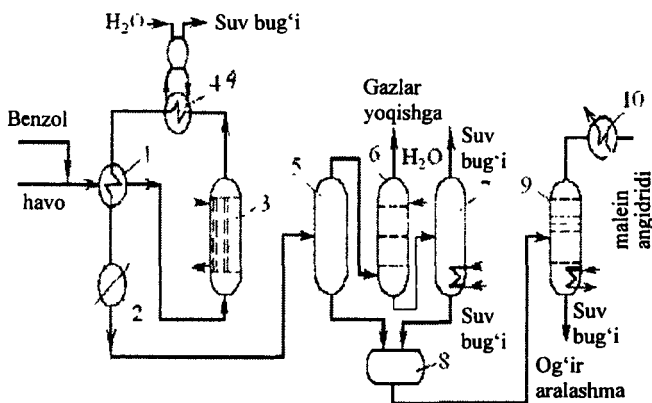 H₂O
Suv bug‘i
4
Gazlar
yoqishga
Benzol
havo
1
2
3
5
6
H₂O
Suv
bug‘i
Suv
bug‘i
8
9
10
malein
angidridi
Suv
bug‘i
Og‘ir
aralashma